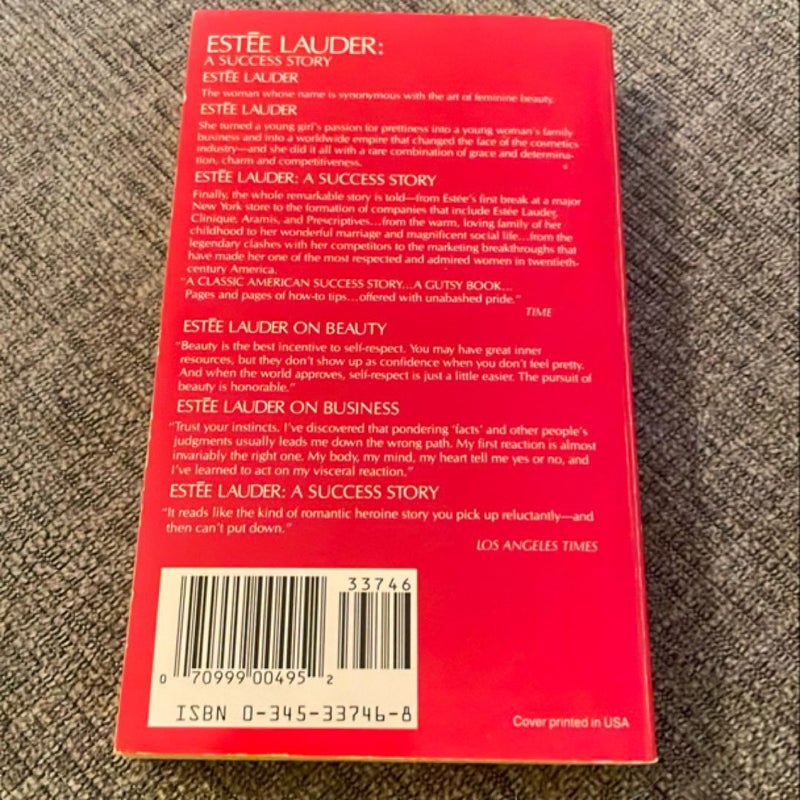 ESTĒE LAUDER:
A SUCCESS STORY
ESTĒE LAUDER
The woman whose name is synonymous with the art of feminine beauty.
ESTĒE LAUDER
She turned a young girl's passion for prettiness into a young woman's family
business and into a worldwide empire that changed the face of the cosmetics
industry—and she did it all with a rare combination of grace and determina-
tion, charm and competitiveness.
ESTĒE LAUDER: A SUCCESS STORY
Finally, the whole remarkable story is told—from Estée's first break at a major
New York store to the formation of companies that include Estée Lauder,
Clinique, Aramis, and Prescriptives...from the warm, loving family of her
childhood to her wonderful marriage and magnificent social life...from the
legendary clashes with her competitors to the marketing breakthroughs that
have made her one of the most respected and admired women in twentieth-
century America.
"A CLASSIC AMERICAN SUCCESS STORY...A GUTSY BOOK...
Pages and pages of how-to tips...offered with unabashed pride."
TIME
ESTĒE LAUDER ON BEAUTY
"Beauty is the best incentive to self-respect. You may have great inner
resources, but they don't show up as confidence when you don't feel pretty.
And when the world approves, self-respect is just a little easier. The pursuit of
beauty is honorable."
ESTĒE LAUDER ON BUSINESS
"Trust your instincts. I've discovered that pondering 'facts' and other people's
judgments usually leads me down the wrong path. My first reaction is almost
invariably the right one. My body, my mind, my heart tell me yes or no, and
I've learned to act on my visceral reaction."
ESTĒE LAUDER: A SUCCESS STORY
"It reads like the kind of romantic heroine story you pick up reluctantly—and
then can't put down."
LOS ANGELES TIMES
33746
0 70999 00495 2
ISBN 0-345-33746-8
Cover printed in USA